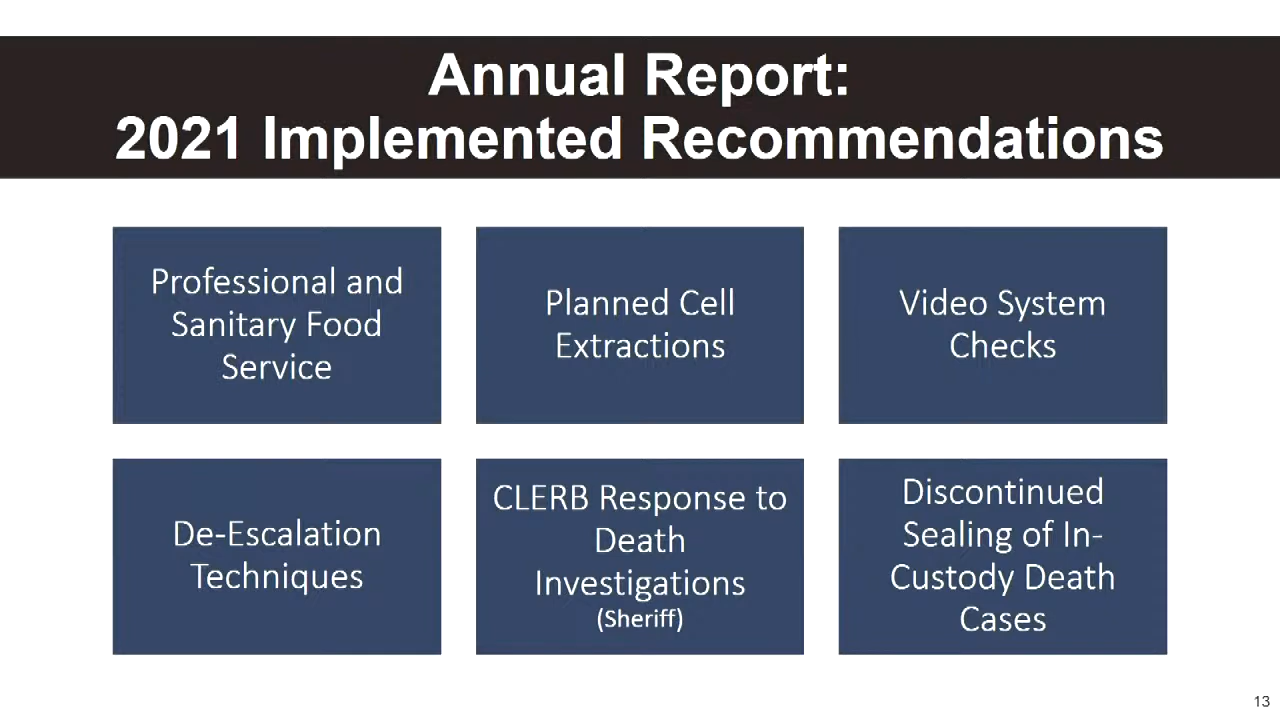 Annual Report:
2021 Implemented Recommendations
Professional and
Sanitary Food
Service
Planned Cell
Extractions
Video System
Checks
De-Escalation
Techniques
CLERB Response to
Death
Investigations
(Sheriff)
Discontinued
Sealing of In-
Custody Death
Cases
13